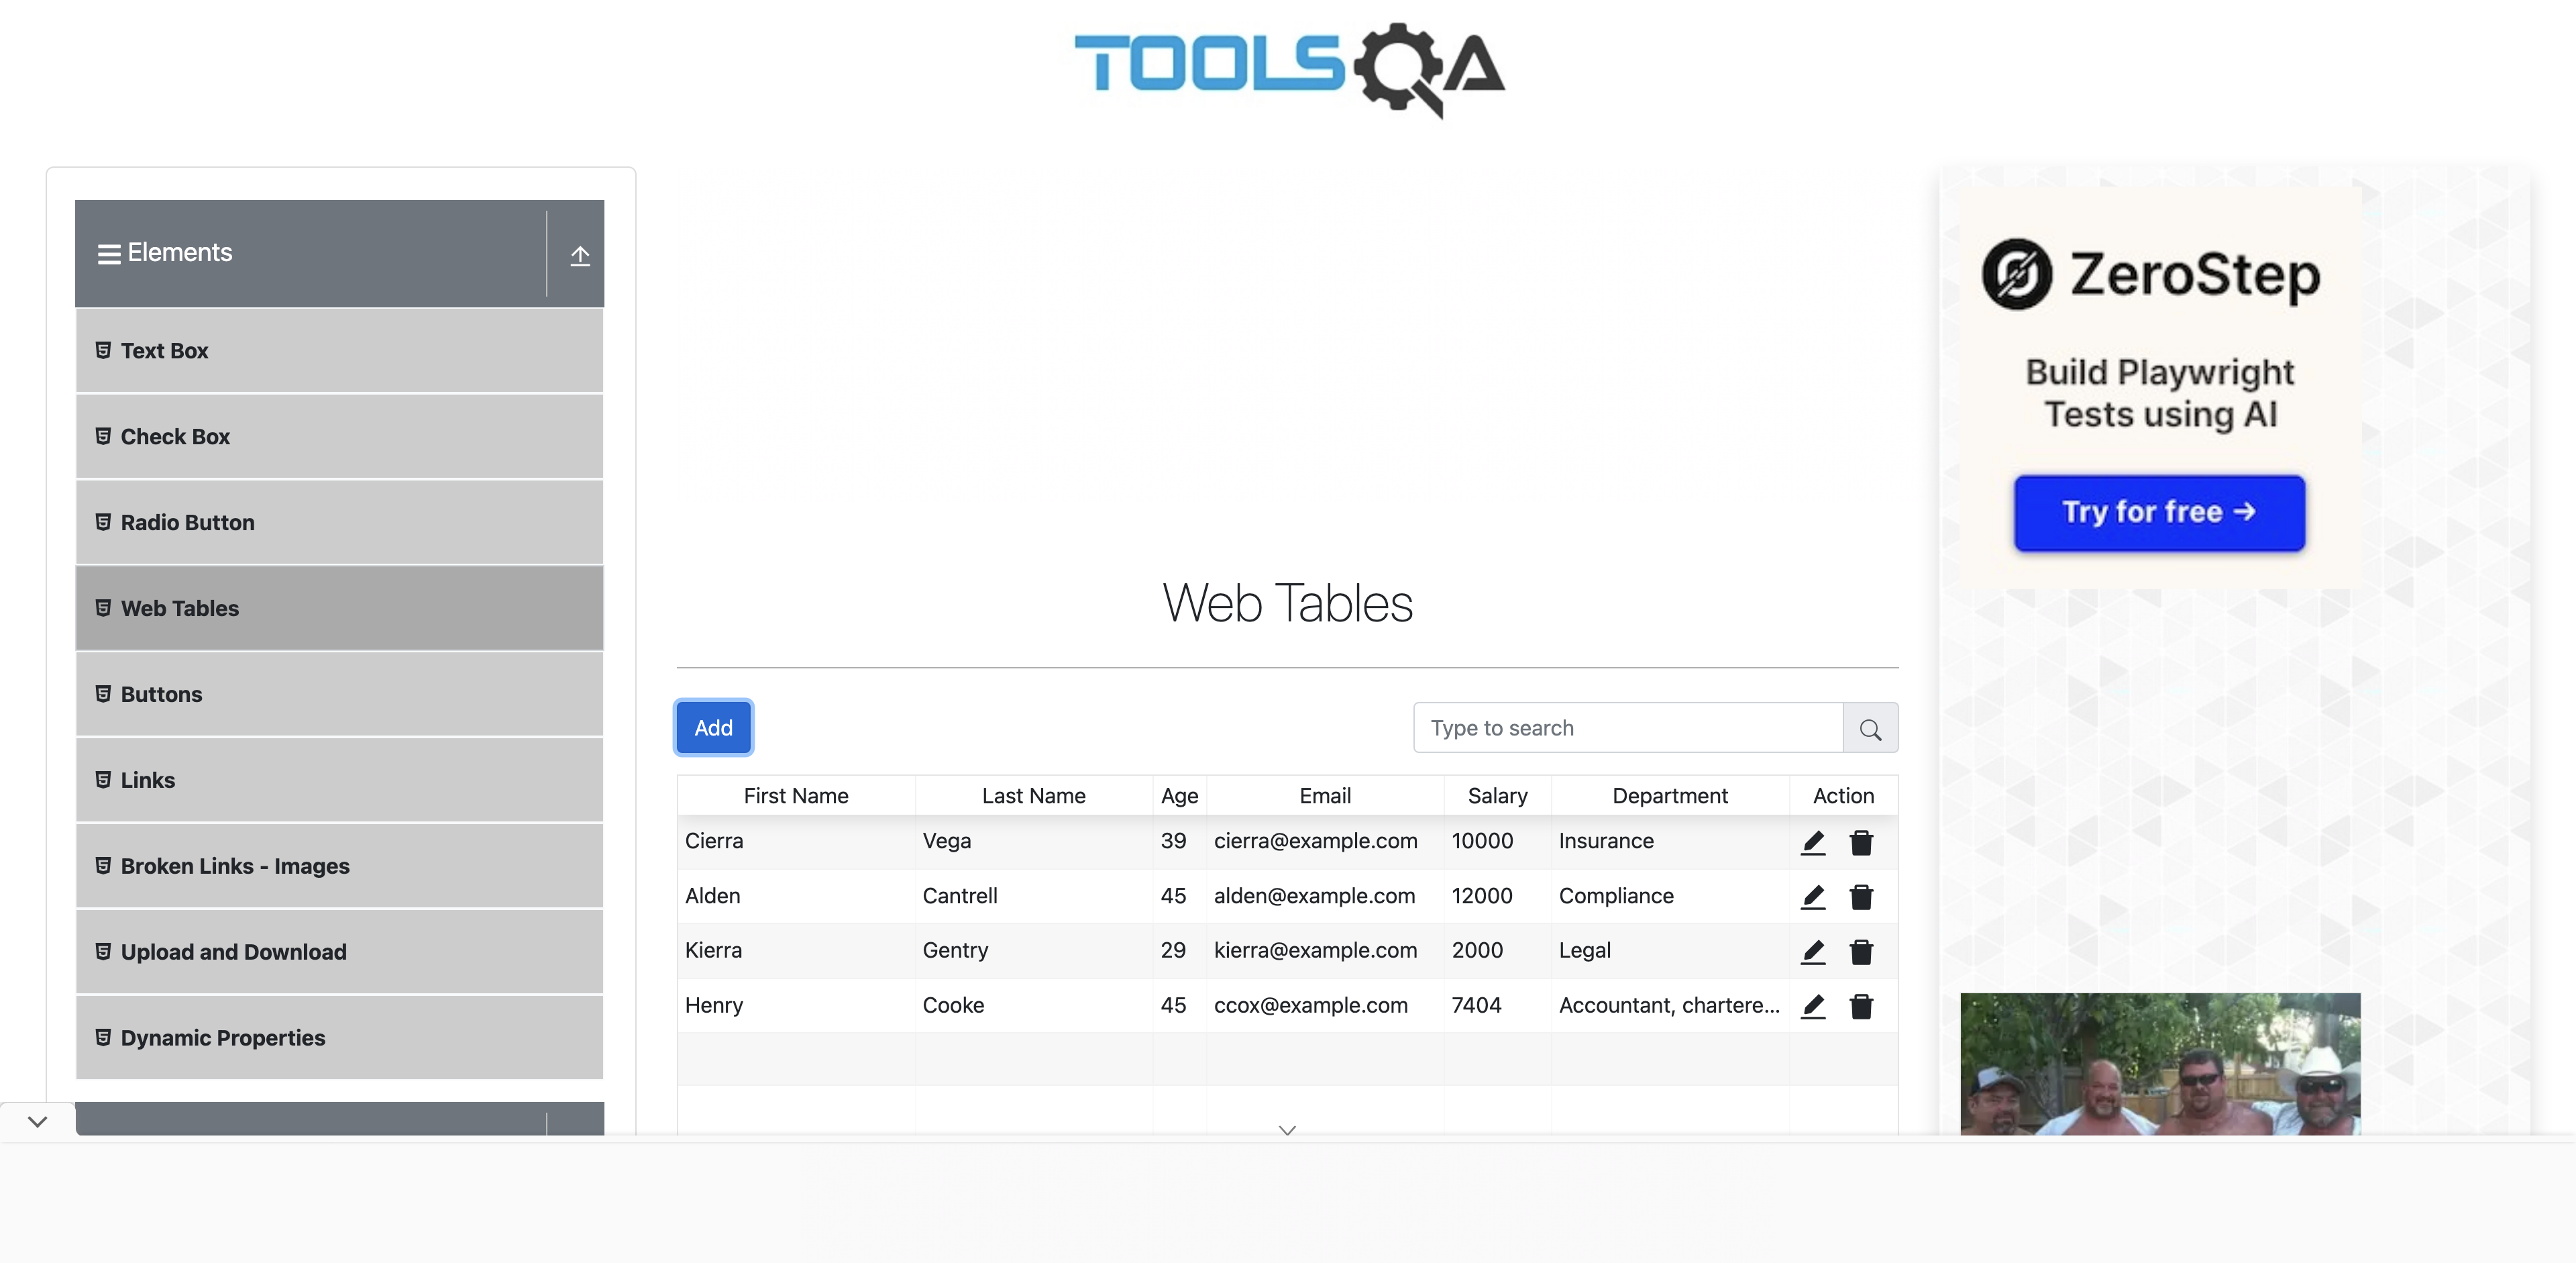 TOOLSQA
Elements
Text Box
Check Box
Radio Button
Web Tables
Buttons
Links
Broken Links - Images
Upload and Download
Dynamic Properties
Web Tables
Add
Type to search
First Name Last Name Age Email Salary Department Action
Cierra Vega 39 cierra@example.com 10000 Insurance
Alden Cantrell 45 alden@example.com 12000 Compliance
Kierra Gentry 29 kierra@example.com 2000 Legal
Henry Cooke 45 ccox@example.com 7404 Accountant, chartere...
ZeroStep
Build Playwright
Tests using AI
Try for free →